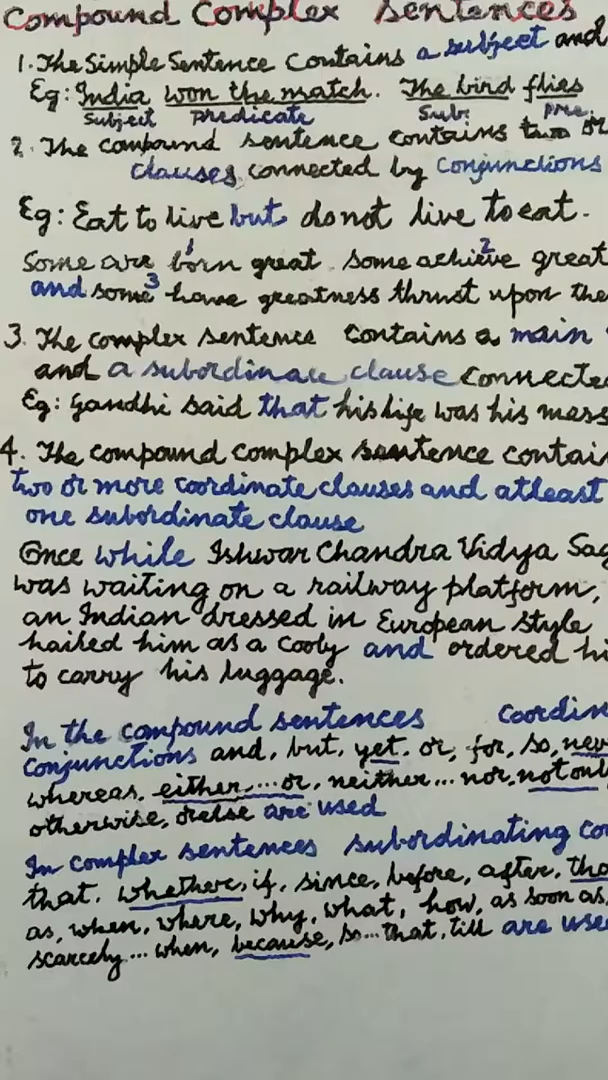 Compound Complex Sentences
1. The Simple Sentence Contains a subject and
Eg: India won the match. The bird flies
Subject predicate Sub: pre.
2. The compound sentence contains two or
clauses connected by Conjunctions
Eg: Eat to live but do not live to eat.
1 2
Some are born great. Some achieve great
3
and some have greatness thrust upon the
3. The complex sentence contains a main
and a subordinate clause connecte
Eg: Gandhi said that his life was his mess
4. The compound complex sentence contai
two or more coordinate clauses and atleast
one subordinate clause
Once while Ishwar Chandra Vidya Sag
was waiting on a railway platform,
an Indian dressed in European style
hailed him as a cooly and ordered hi
to carry his luggage.
In the compound sentences coordin
conjunctions and, but, yet, or, for, so, nev
whereas, either...or, neither... nor, not onl
otherwise, orelse are used
In complex sentences subordinating co
that, whether, if, since, before, after, tho
as, when, where, why, what, how, as soon as,
scarcely... when, because, so...that, till are use